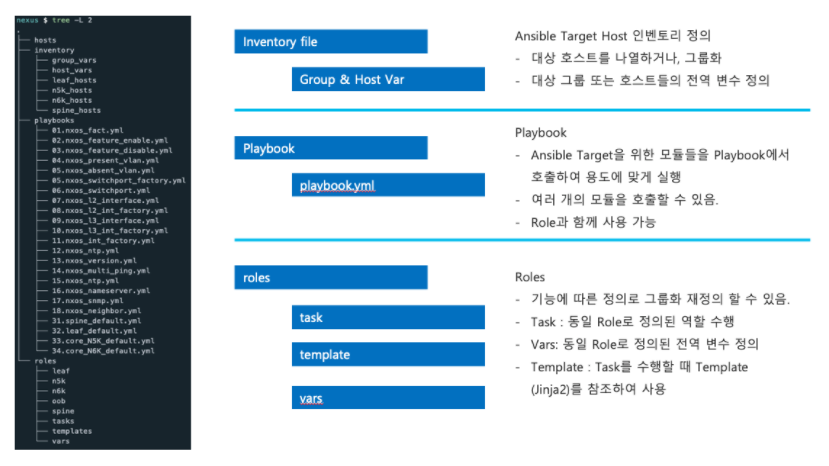 nexus $ tree -L 2
.
├── hosts
├── inventory
│   ├── group_vars
│   ├── host_vars
│   ├── leaf_hosts
│   ├── n5k_hosts
│   ├── n6k_hosts
│   └── spine_hosts
├── playbooks
│   ├── 01.nxos_fact.yml
│   ├── 02.nxos_feature_enable.yml
│   ├── 03.nxos_feature_disable.yml
│   ├── 04.nxos_present_vlan.yml
│   ├── 05.nxos_absent_vlan.yml
│   ├── 05.nxos_switchport_factory.yml
│   ├── 06.nxos_switchport.yml
│   ├── 07.nxos_l2_interface.yml
│   ├── 08.nxos_l2_int_factory.yml
│   ├── 09.nxos_l3_interface.yml
│   ├── 10.nxos_l3_int_factory.yml
│   ├── 11.nxos_int_factory.yml
│   ├── 12.nxos_ntp.yml
│   ├── 13.nxos_version.yml
│   ├── 14.nxos_multi_ping.yml
│   ├── 15.nxos_ntp.yml
│   ├── 16.nxos_nameserver.yml
│   ├── 17.nxos_snmp.yml
│   ├── 18.nxos_neighbor.yml
│   ├── 31.spine_default.yml
│   ├── 32.leaf_default.yml
│   ├── 33.core_N5K_default.yml
│   └── 34.core_N6K_default.yml
└── roles
    ├── leaf
    ├── n5k
    ├── n6k
    ├── oob
    ├── spine
    ├── tasks
    ├── templates
    └── vars
Inventory file
Group & Host Var
Ansible Target Host 인벤토리 정의
- 대상 호스트를 나열하거나, 그룹화
- 대상 그룹 또는 호스트들의 전역 변수 정의
Playbook
playbook.yml
Playbook
- Ansible Target을 위한 모듈들을 Playbook에서
호출하여 용도에 맞게 실행
- 여러 개의 모듈을 호출할 수 있음.
- Role과 함께 사용 가능
roles
task
template
vars
Roles
- 기능에 따른 정의로 그룹화 재정의 할 수 있음.
- Task : 동일 Role로 정의된 역할 수행
- Vars: 동일 Role로 정의된 전역 변수 정의
- Template : Task를 수행할 때 Template
(Jinja2)를 참조하여 사용